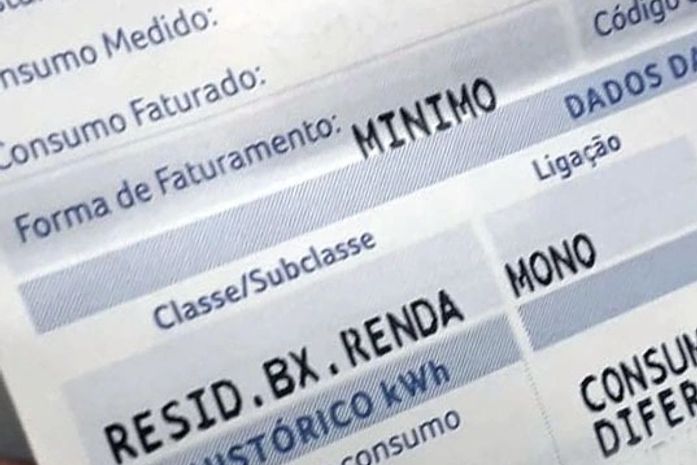 nsumo Medido:
Código
Consumo Faturado:
Forma de Faturamento: MINIMO
DADOS DA
Classe/Subclasse
Ligação
RESID.BX.RENDA
MONO
HISTÓRICO kWh
consumo
CONSUM
DIFER